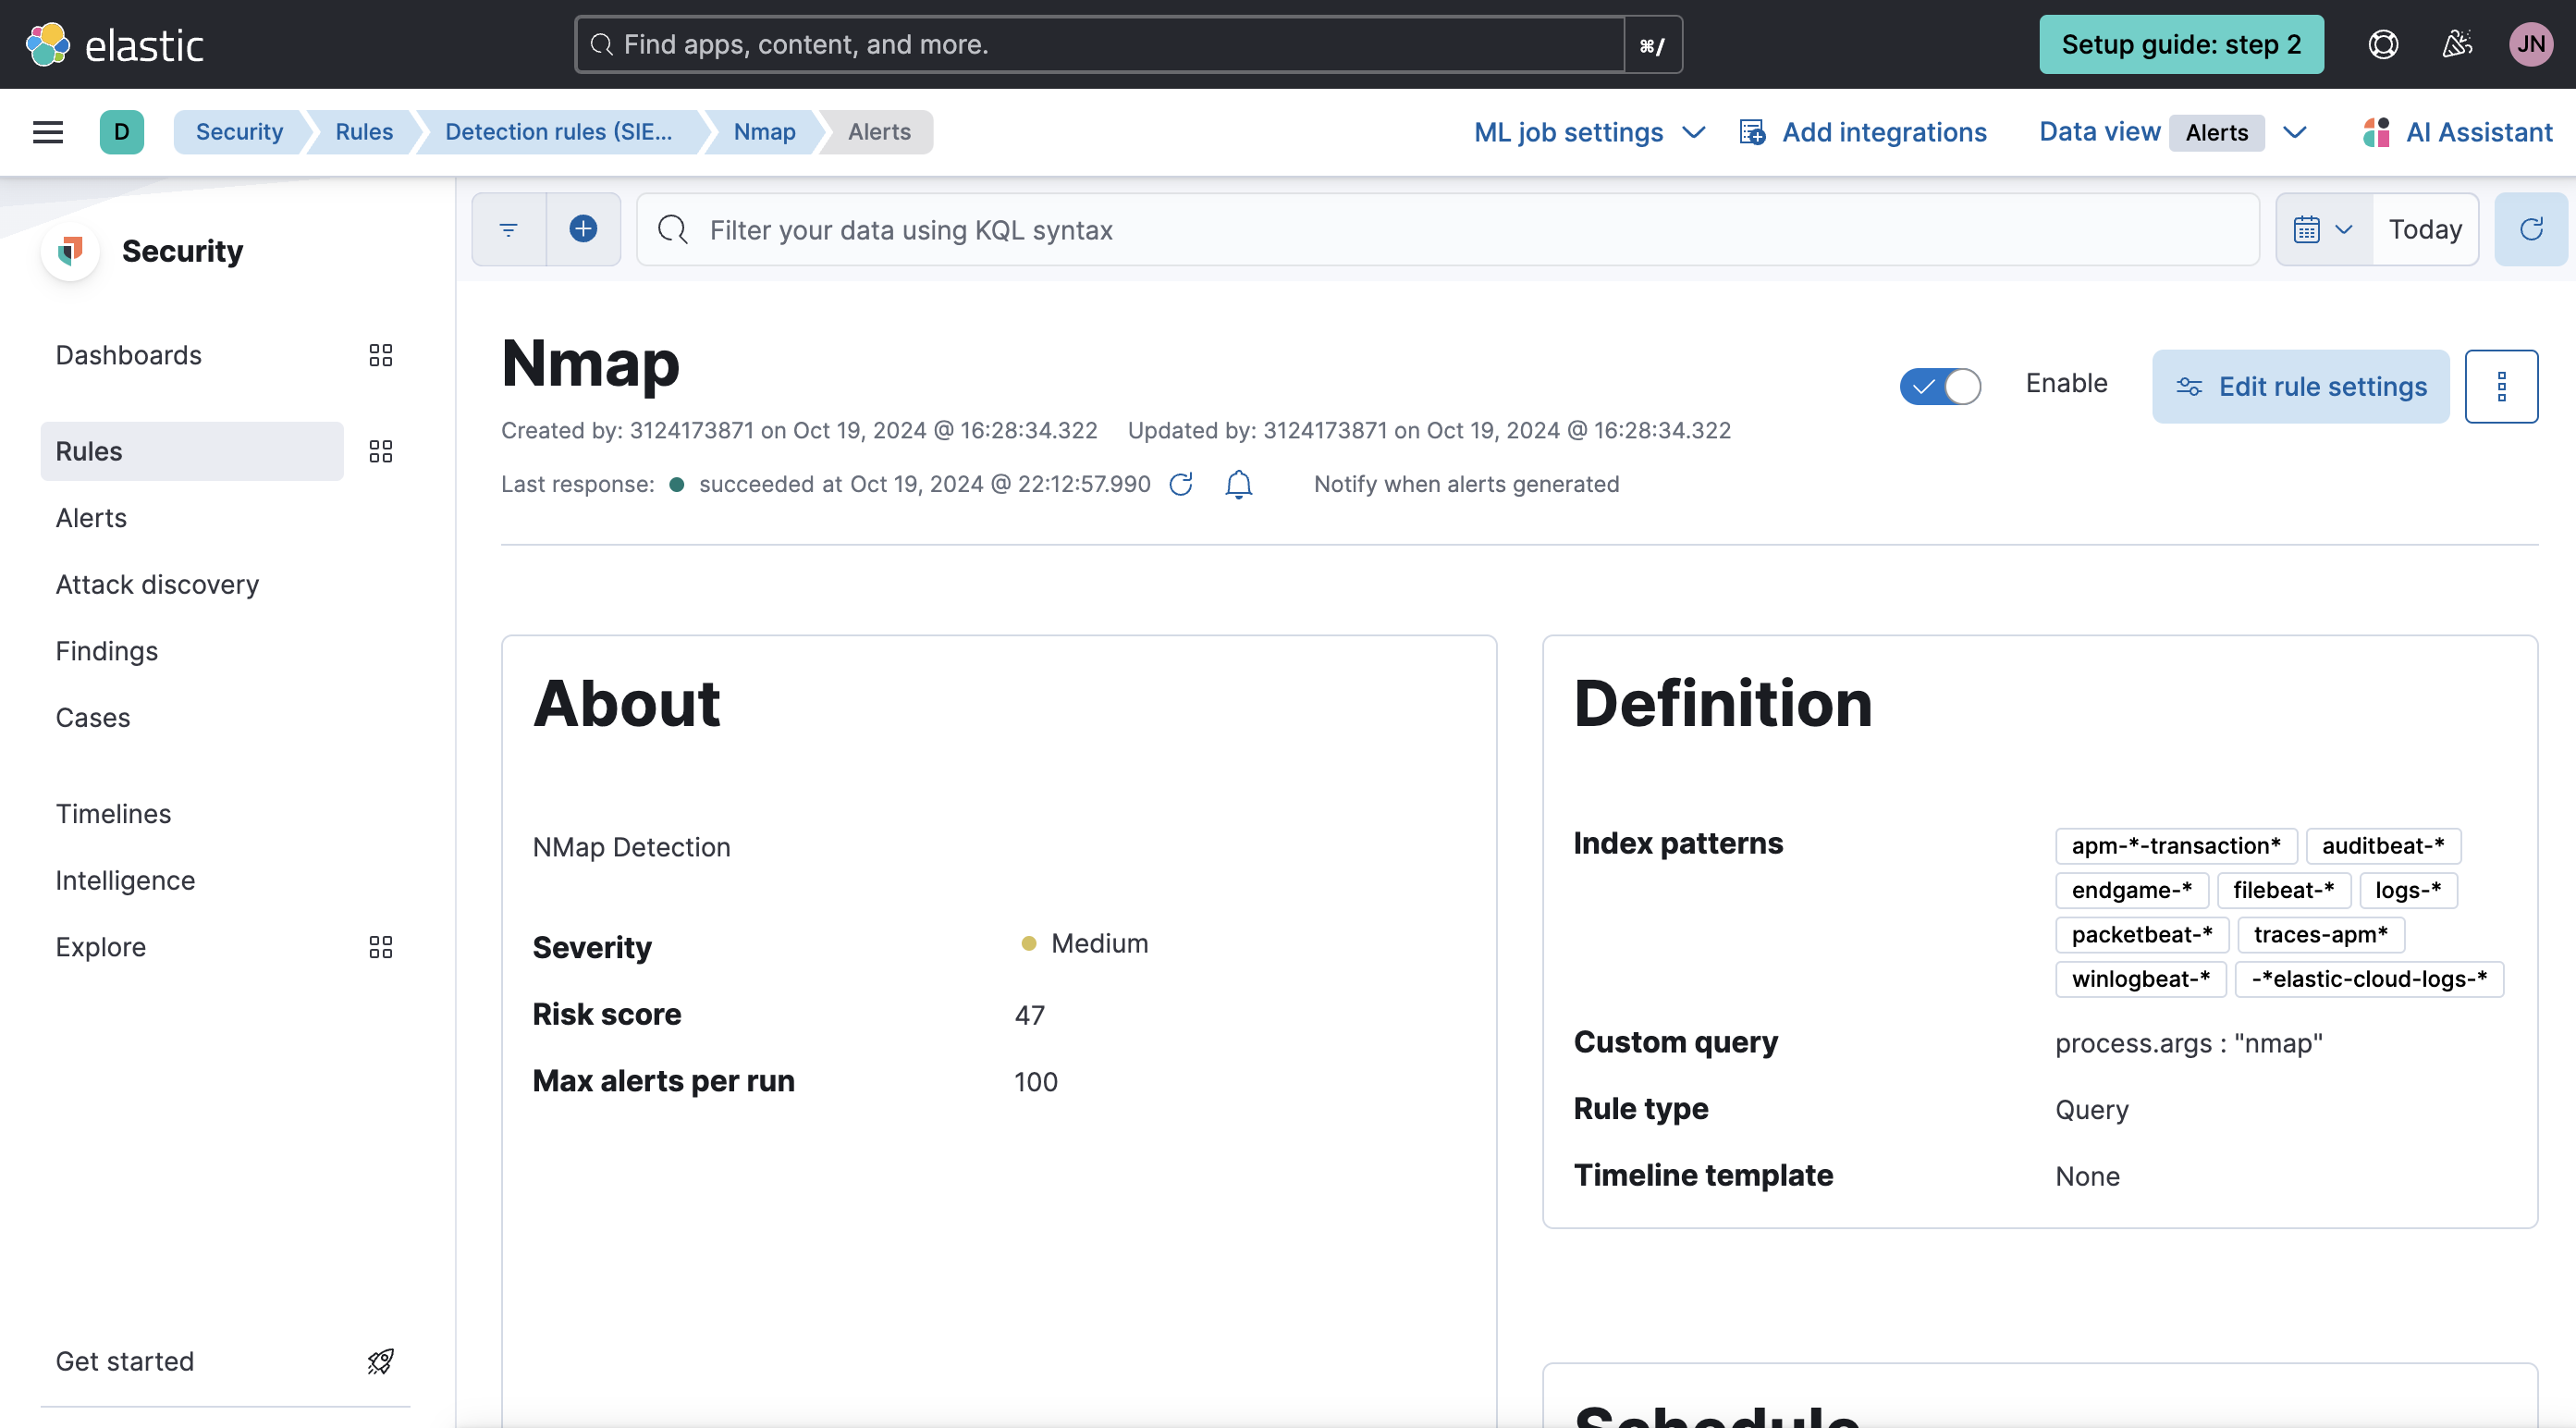 elastic
Find apps, content, and more.
⌘/
Setup guide: step 2
JN
D
Security
Rules
Detection rules (SIE...
Nmap
Alerts
ML job settings
Add integrations
Data view
Alerts
AI Assistant
Security
Dashboards
Rules
Alerts
Attack discovery
Findings
Cases
Timelines
Intelligence
Explore
Get started
Filter your data using KQL syntax
Today
Nmap
Enable
Edit rule settings
Created by: 3124173871 on Oct 19, 2024 @ 16:28:34.322 Updated by: 3124173871 on Oct 19, 2024 @ 16:28:34.322
Last response: succeeded at Oct 19, 2024 @ 22:12:57.990 Notify when alerts generated
About
NMap Detection
Severity Medium
Risk score 47
Max alerts per run 100
Definition
Index patterns
apm-*-transaction* auditbeat-*
endgame-* filebeat-* logs-*
packetbeat-* traces-apm*
winlogbeat-* -*elastic-cloud-logs-*
Custom query process.args : "nmap"
Rule type Query
Timeline template None
Schedule